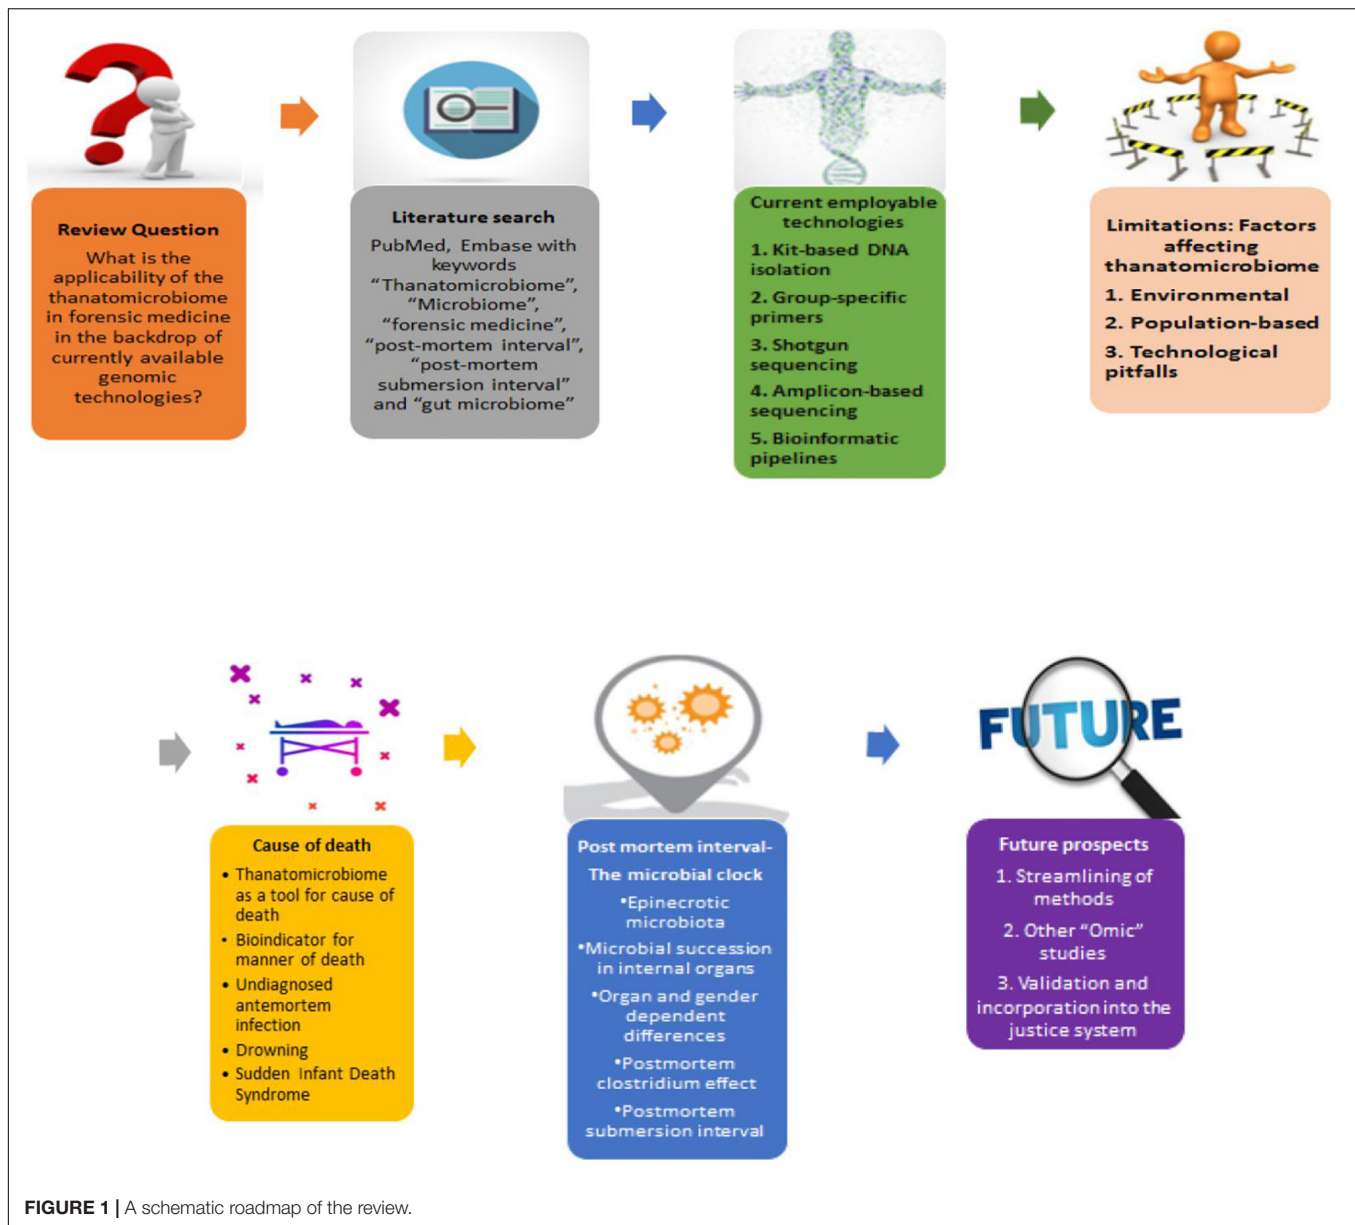 Review Question
What is the
applicability of the
thanatomicrobiome
in forensic medicine
in the backdrop of
currently available
genomic
technologies?
Literature search
PubMed, Embase with
keywords
“Thanatomicrobiome”,
“Microbiome”,
“forensic medicine”,
“post-mortem interval”,
“post-mortem
submersion interval”
and “gut microbiome”
Current employable
technologies
1. Kit-based DNA
isolation
2. Group-specific
primers
3. Shotgun
sequencing
4. Amplicon-based
sequencing
5. Bioinformatic
pipelines
Limitations: Factors
affecting
thanatomicrobiome
1. Environmental
2. Population-based
3. Technological
pitfalls
Cause of death
• Thanatomicrobiome
as a tool for cause of
death
• Bioindicator for
manner of death
• Undiagnosed
antemortem
infection
• Drowning
• Sudden Infant Death
Syndrome
Post mortem interval-
The microbial clock
•Epinecrotic
microbiota
•Microbial succession
in internal organs
•Organ and gender
dependent
differences
•Postmortem
clostridium effect
•Postmortem
submersion interval
FUTURE
Future prospects
1. Streamlining of
methods
2. Other “Omic”
studies
3. Validation and
incorporation into the
justice system
FIGURE 1 | A schematic roadmap of the review.